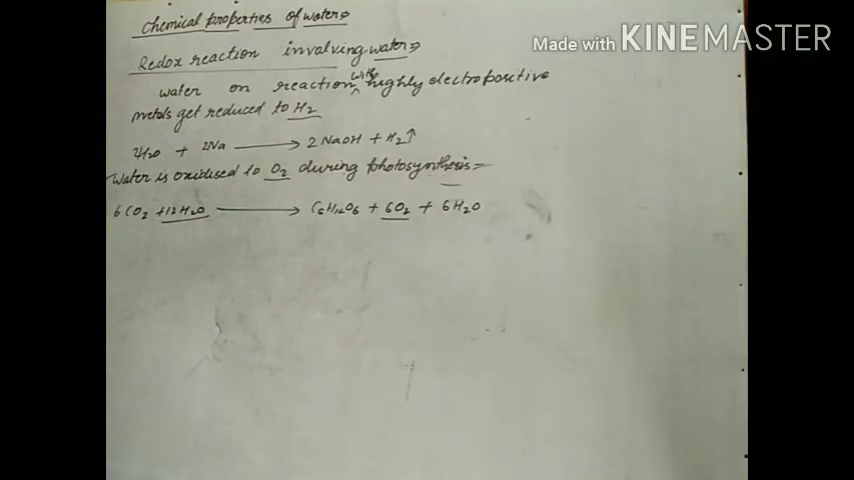 Chemical properties of water⇒
Made with KINEMASTER
Redox reaction involving water⇒
water on reaction with highly electropositive
metals get reduced to H₂
2H₂O + 2Na ⟶ 2NaOH + H₂↑
Water is oxidised to O₂ during photosynthesis⇒
6CO₂ + 12H₂O ⟶ C₆H₁₂O₆ + 6O₂ + 6H₂O